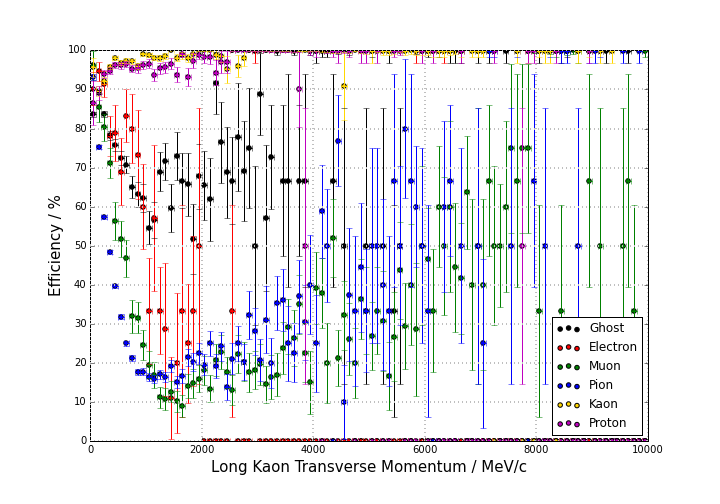 100
90
80
70
60
50
40
30
20
10
0
Efficiency / %
Ghost
Electron
Muon
Pion
Kaon
Proton
0 2000 4000 6000 8000 10000
Long Kaon Transverse Momentum / MeV/c